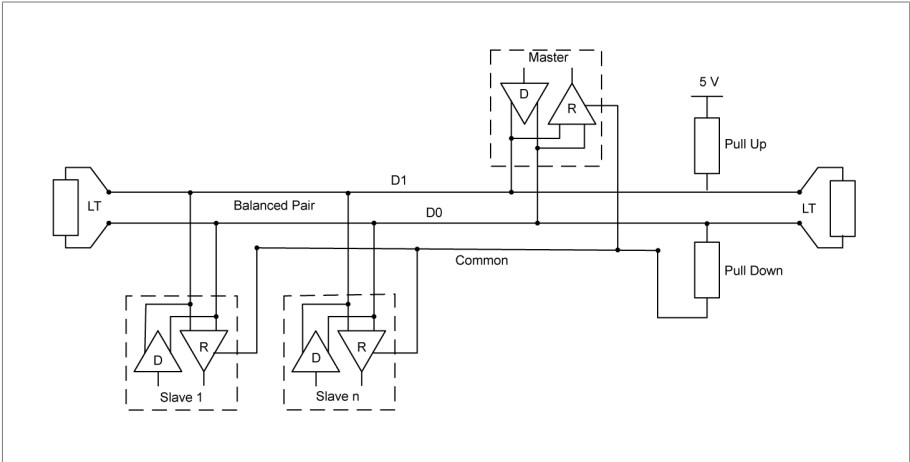 Master
5 V
D
R
Pull Up
D1
LT
Balanced Pair
D0
LT
Common
Pull Down
D
R
D
R
Slave 1
Slave n